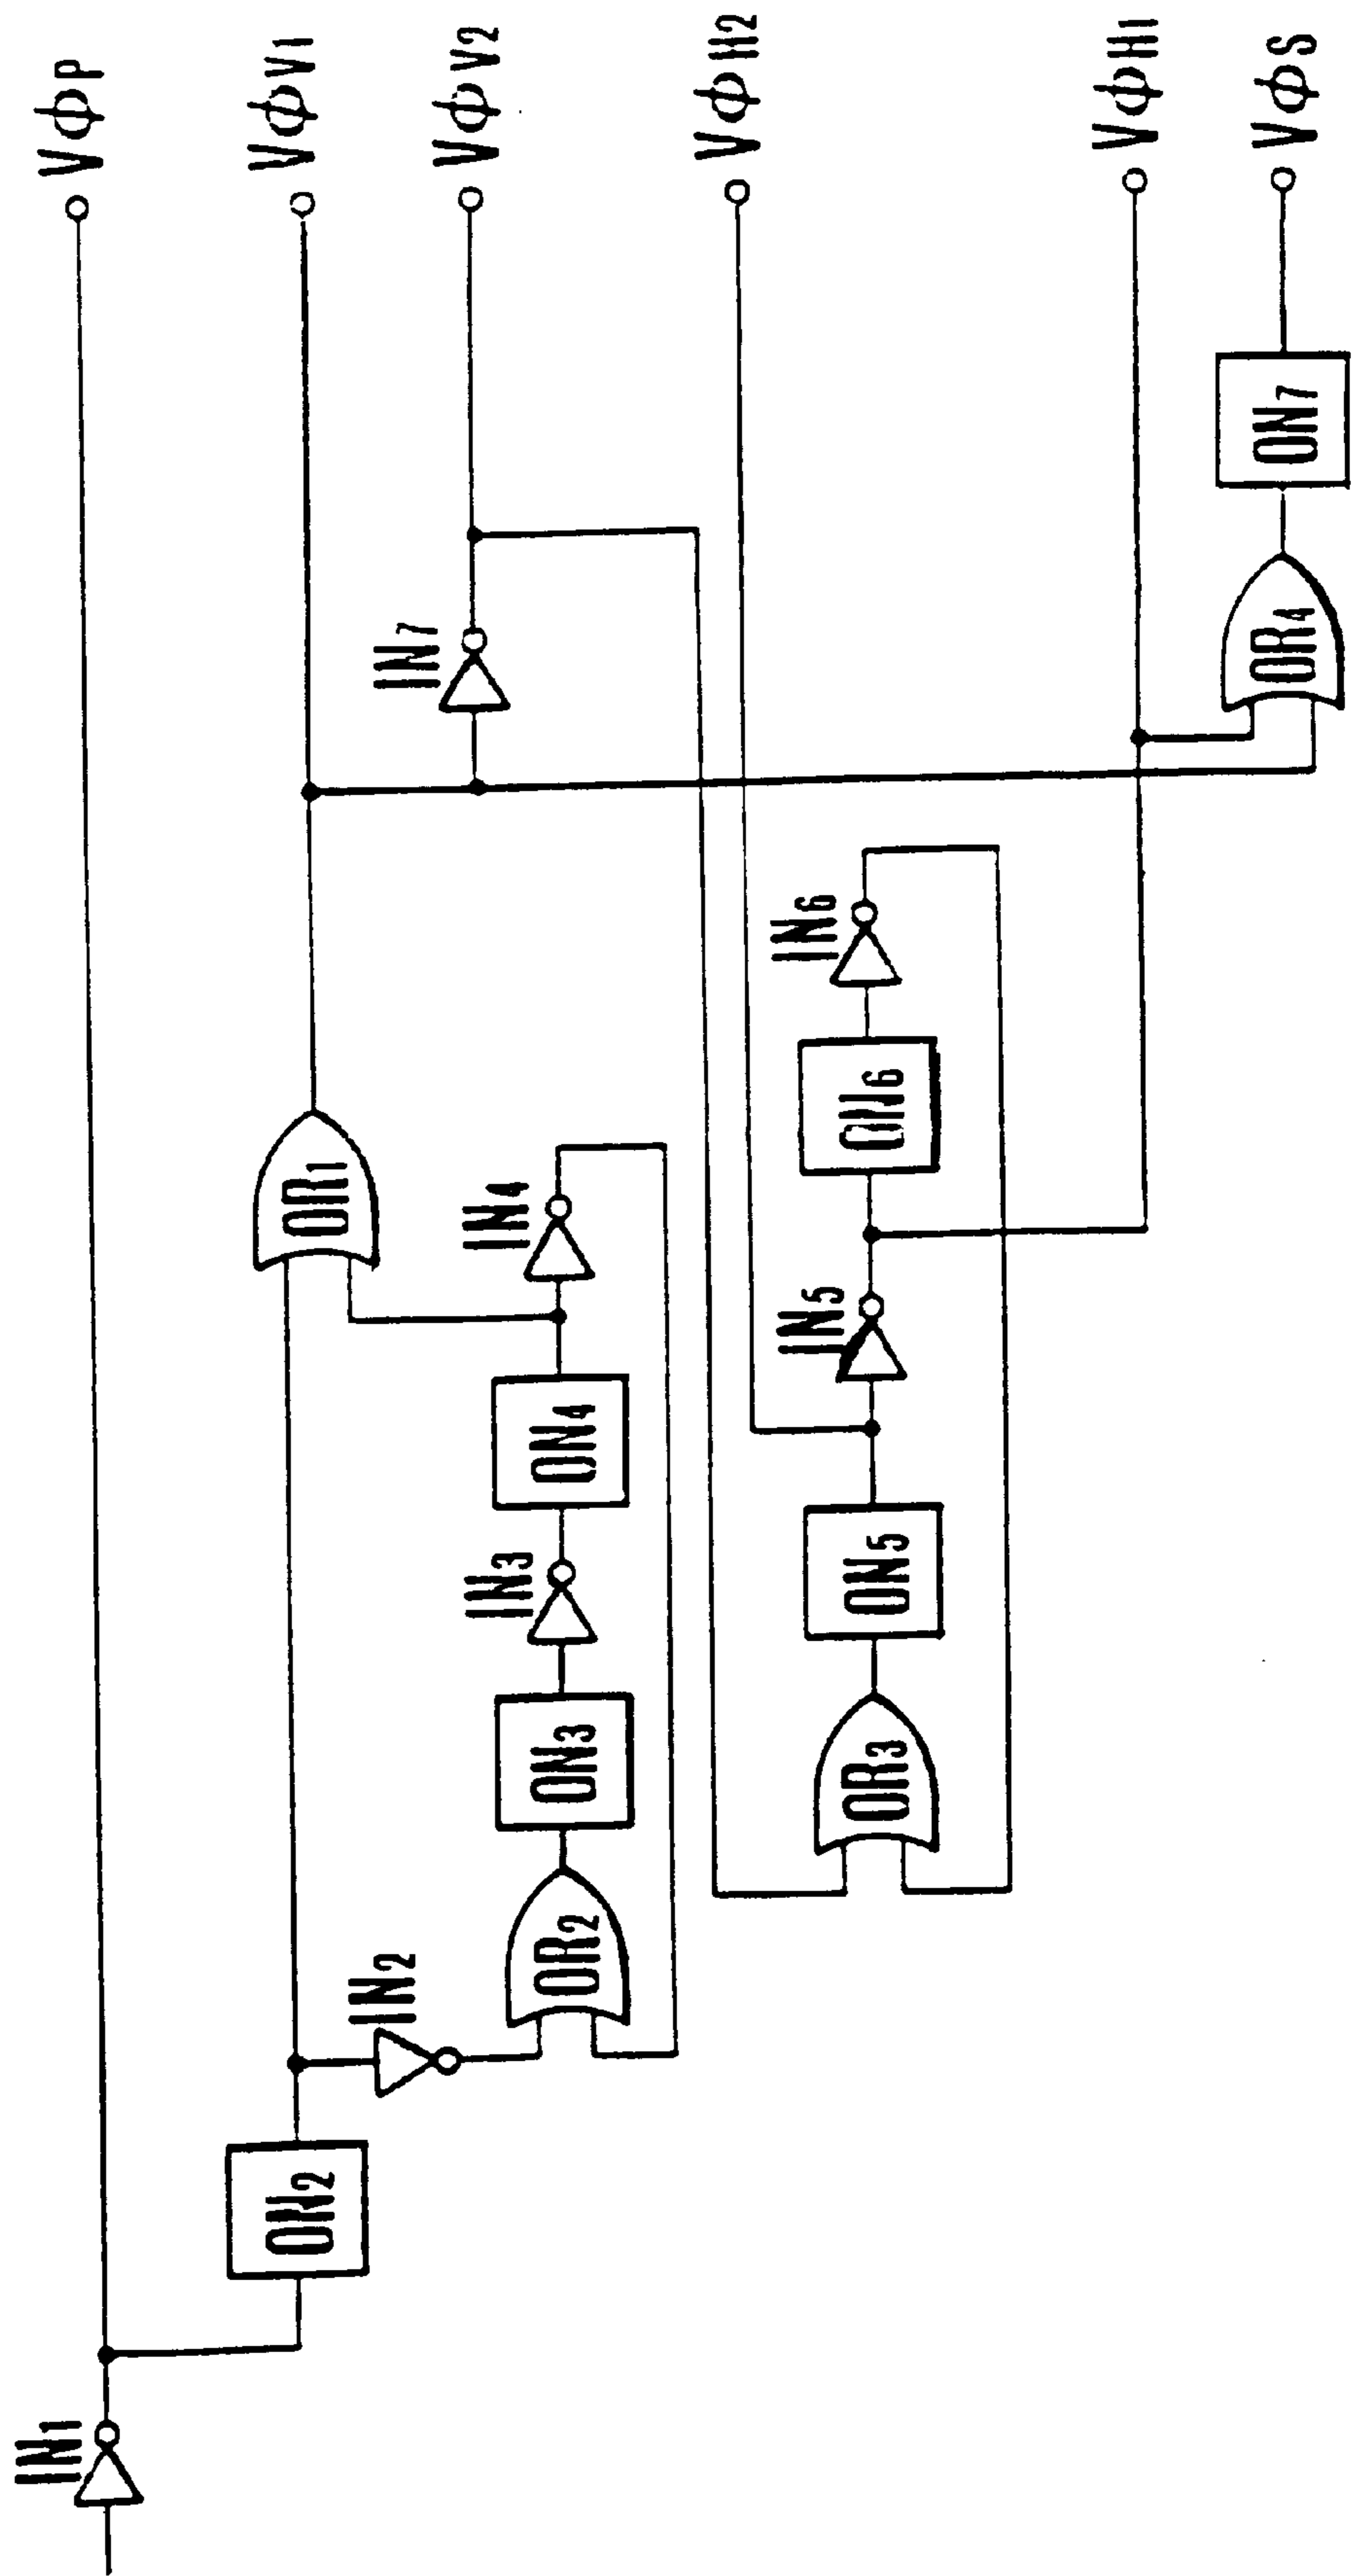 IN1
VφP
ON2
IN2
OR1
VφV1
OR2
ON3
IN3
ON4
IN4
IN7
VφV2
VφH2
OR3
ON5
IN5
ON6
IN6
VφH1
OR4
ON7
VφS